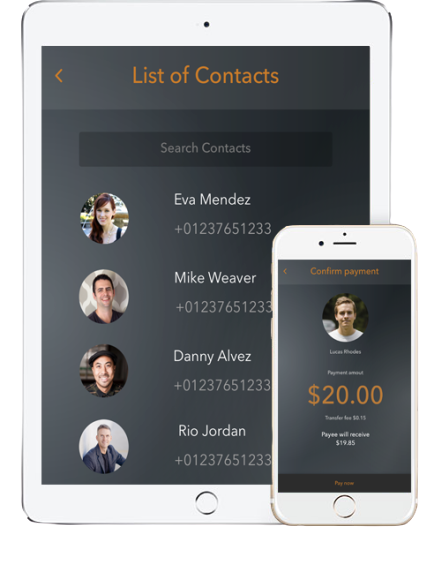 List of Contacts
Search Contacts
Eva Mendez
+01237651233
Mike Weaver
+01237651233
Danny Alvez
+01237651233
Rio Jordan
+01237651233
Confirm payment
Lucas Rhodes
Payment amout
$20.00
Transfer fee $0.15
Payee will receive
$19.85
Pay now